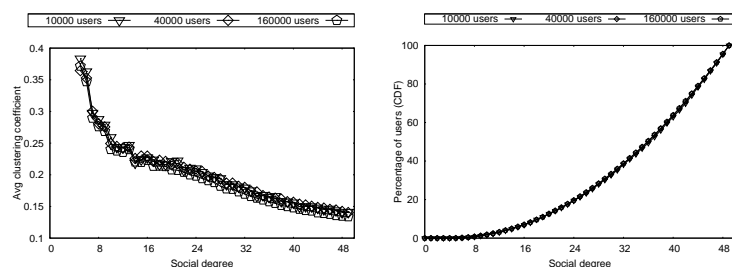 10000 users 40000 users 160000 users
Avg clustering coefficient
0.4
0.35
0.3
0.25
0.2
0.15
0.1
0 8 16 24 32 40 48
Social degree
10000 users 40000 users 160000 users
Percentage of users (CDF)
100
80
60
40
20
0
0 8 16 24 32 40 48
Social degree